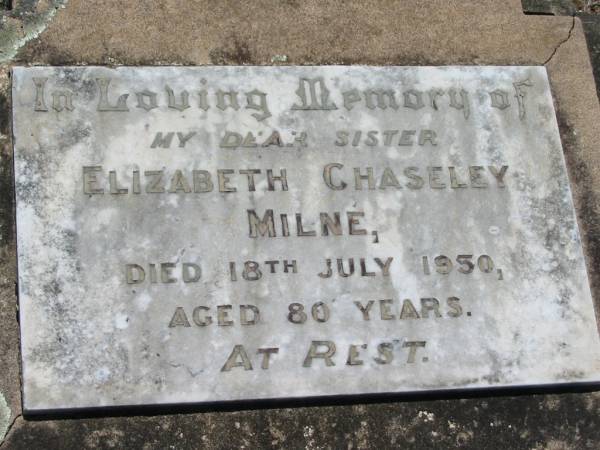 In Loving Memory of
MY DEAR SISTER
ELIZABETH CHASELEY
MILNE,
DIED 18TH JULY 1950,
AGED 80 YEARS.
AT REST.